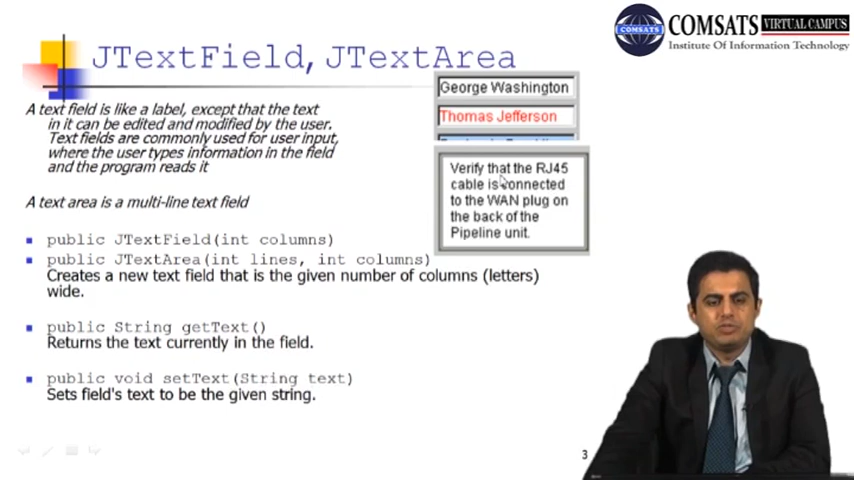 JTextField, JTextArea
COMSATS VIRTUAL CAMPUS
Institute Of Information Technology
COMSATS
George Washington
Thomas Jefferson
A text field is like a label, except that the text
in it can be edited and modified by the user.
Text fields are commonly used for user input,
where the user types information in the field
and the program reads it
Verify that the RJ45
cable is connected
to the WAN plug on
the back of the
Pipeline unit.
A text area is a multi-line text field
public JTextField(int columns)
public JTextArea(int lines, int columns)
Creates a new text field that is the given number of columns (letters)
wide.
public String getText()
Returns the text currently in the field.
public void setText(String text)
Sets field's text to be the given string.
3